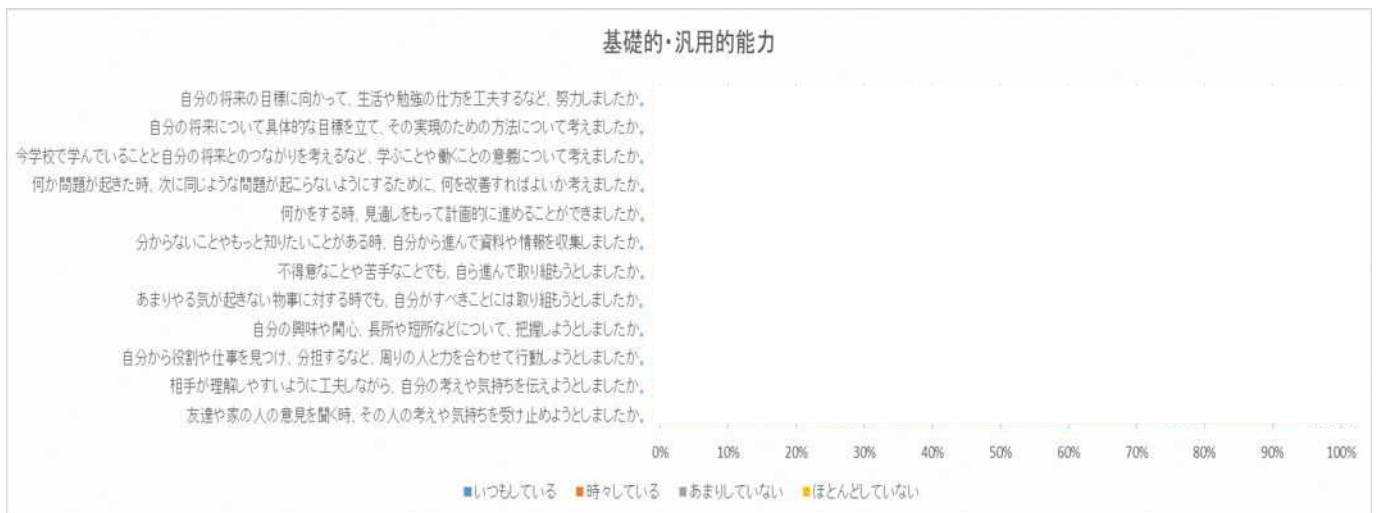 基礎的・汎用的能力
自分の将来の目標に向かって、生活や勉強の仕方を工夫するなど、努力しましたか。
自分の将来について具体的な目標を立て、その実現のための方法について考えましたか。
今学校で学んでいることと自分の将来とのつながりを考えるなど、学ぶことや働くことの意義について考えましたか。
何か問題が起きた時、次に同じような問題が起こらないようにするために、何を改善すればよいか考えましたか。
何かをする時、見通しをもって計画的に進めることができましたか。
分からないことやもっと知りたいことがある時、自分から進んで資料や情報を収集しましたか。
不得意なことや苦手なことでも、自ら進んで取り組もうとしましたか。
あまりやる気が起きない物事に対する時でも、自分がすべきことには取り組もうとしましたか。
自分の興味や関心、長所や短所などについて、把握しようとしましたか。
自分から役割や仕事を見つけ、分担するなど、周りの人と力を合わせて行動しようとしましたか。
相手が理解しやすいように工夫しながら、自分の考えや気持ちを伝えようとしましたか。
友達や家の人の意見を聞く時、その人の考えや気持ちを受け止めようとしましたか。
0% 10% 20% 30% 40% 50% 60% 70% 80% 90% 100%
■いつもしている ■時々している ■あまりしていない ■ほとんどしていない